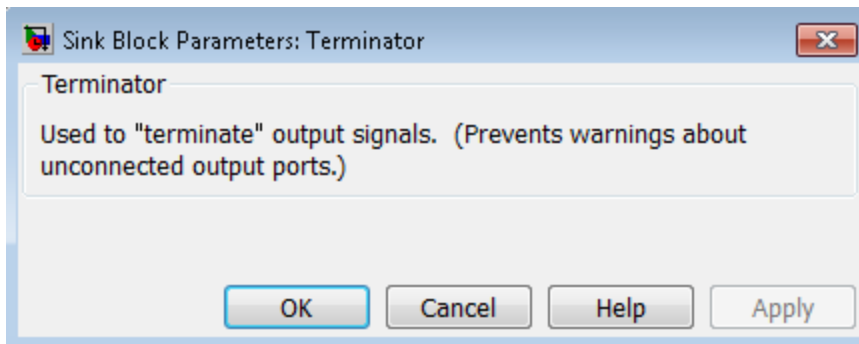 Sink Block Parameters: Terminator
Terminator
Used to "terminate" output signals.  (Prevents warnings about
unconnected output ports.)
OK Cancel Help Apply